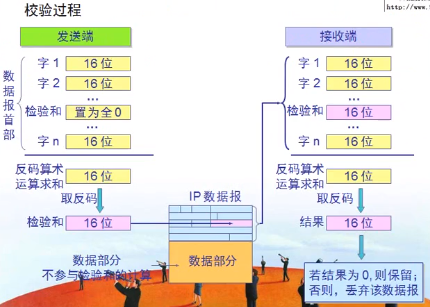 校验过程
http://www.
发送端
接收端
数据报首部
字 1
16 位
字 2
16 位
…
检验和
置为全 0
…
字 n
16 位
反码算术
运算求和
16 位
取反码
检验和
16 位
数据部分
不参与检验和的计算
IP 数据报
数据部分
字 1
16 位
字 2
16 位
…
检验和
16 位
…
字 n
16 位
反码算术
运算求和
16 位
取反码
结果
16 位
若结果为 0, 则保留;
否则，丢弃该数据报